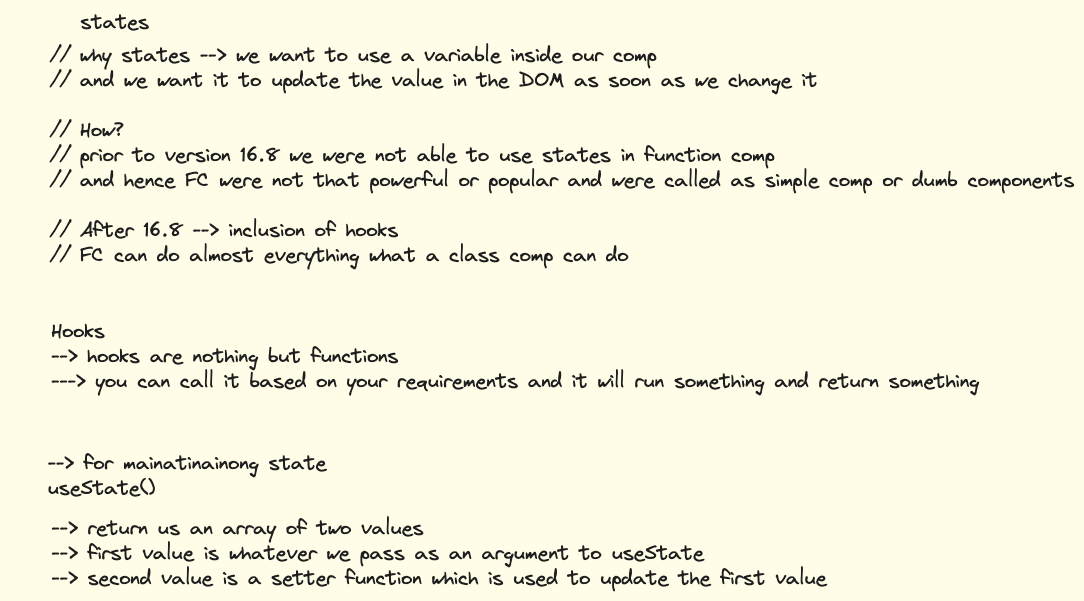 states
// why states --> we want to use a variable inside our comp
// and we want it to update the value in the DOM as soon as we change it
// How?
// prior to version 16.8 we were not able to use states in function comp
// and hence FC were not that powerful or popular and were called as simple comp or dumb components
// After 16.8 --> inclusion of hooks
// FC can do almost everything what a class comp can do
Hooks
--> hooks are nothing but functions
---> you can call it based on your requirements and it will run something and return something
--> for mainatinainong state
useState()
--> return us an array of two values
--> first value is whatever we pass as an argument to useState
--> second value is a setter function which is used to update the first value